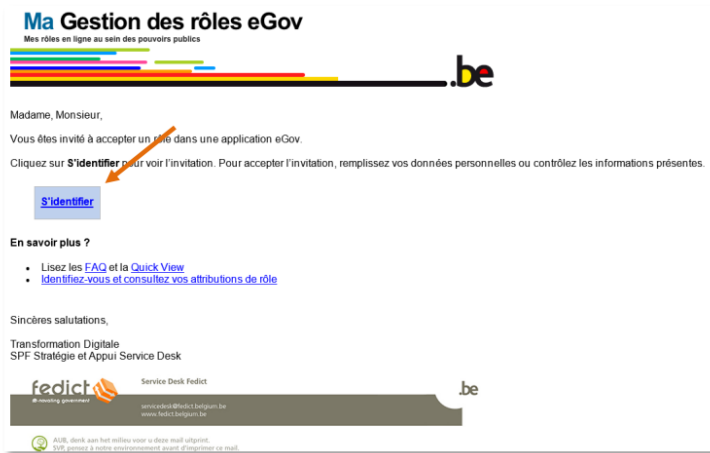 Ma Gestion des rôles eGov
Mes rôles en ligne au sein des pouvoirs publics
.be
Madame, Monsieur,
Vous êtes invité à accepter un rôle dans une application eGov.
Cliquez sur S'identifier pour voir l'invitation. Pour accepter l'invitation, remplissez vos données personnelles ou contrôlez les informations présentes.
S'identifier
En savoir plus ?
• Lisez les FAQ et la Quick View
• Identifiez-vous et consultez vos attributions de rôle
Sincères salutations,
Transformation Digitale
SPF Stratégie et Appui Service Desk
fedict
e-novating government
Service Desk Fedict
.be
servicedesk@fedict.belgium.be
www.fedict.belgium.be
AUB, denk aan het milieu voor u deze mail uitprint.
SVP, pensez à notre environnement avant d'imprimer ce mail.